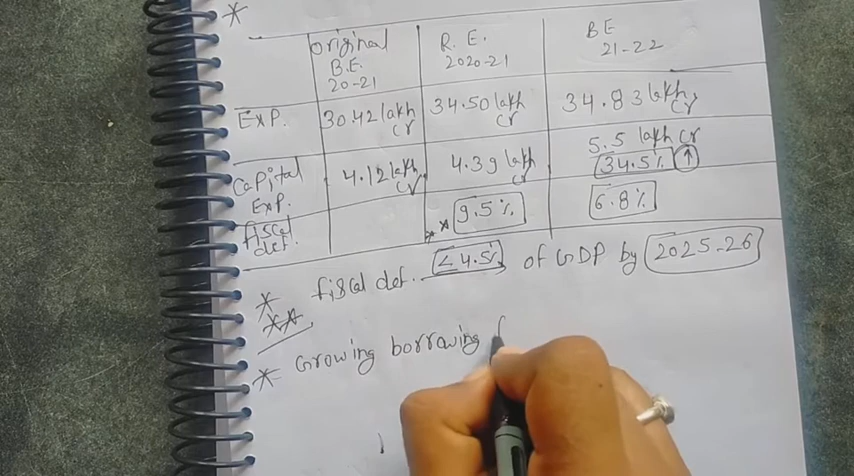 *
original B.E. 20-21 R.E. 2020-21 BE 21-22
Exp. 30.42 lakh cr 34.50 lakh cr 34.83 lakh cr
Capital Exp. 4.12 lakh cr 4.39 lakh cr 5.5 lakh cr 34.5% ↑
fiscal def. ** 9.5% 6.8%
* fiscal def. < 4.5% of GDP by 2025-26
**
* Growing borrowing (